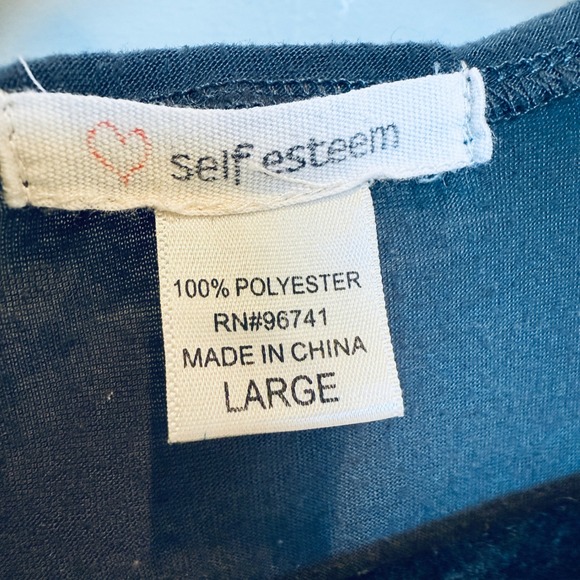 self esteem
100% POLYESTER
RN#96741
MADE IN CHINA
LARGE